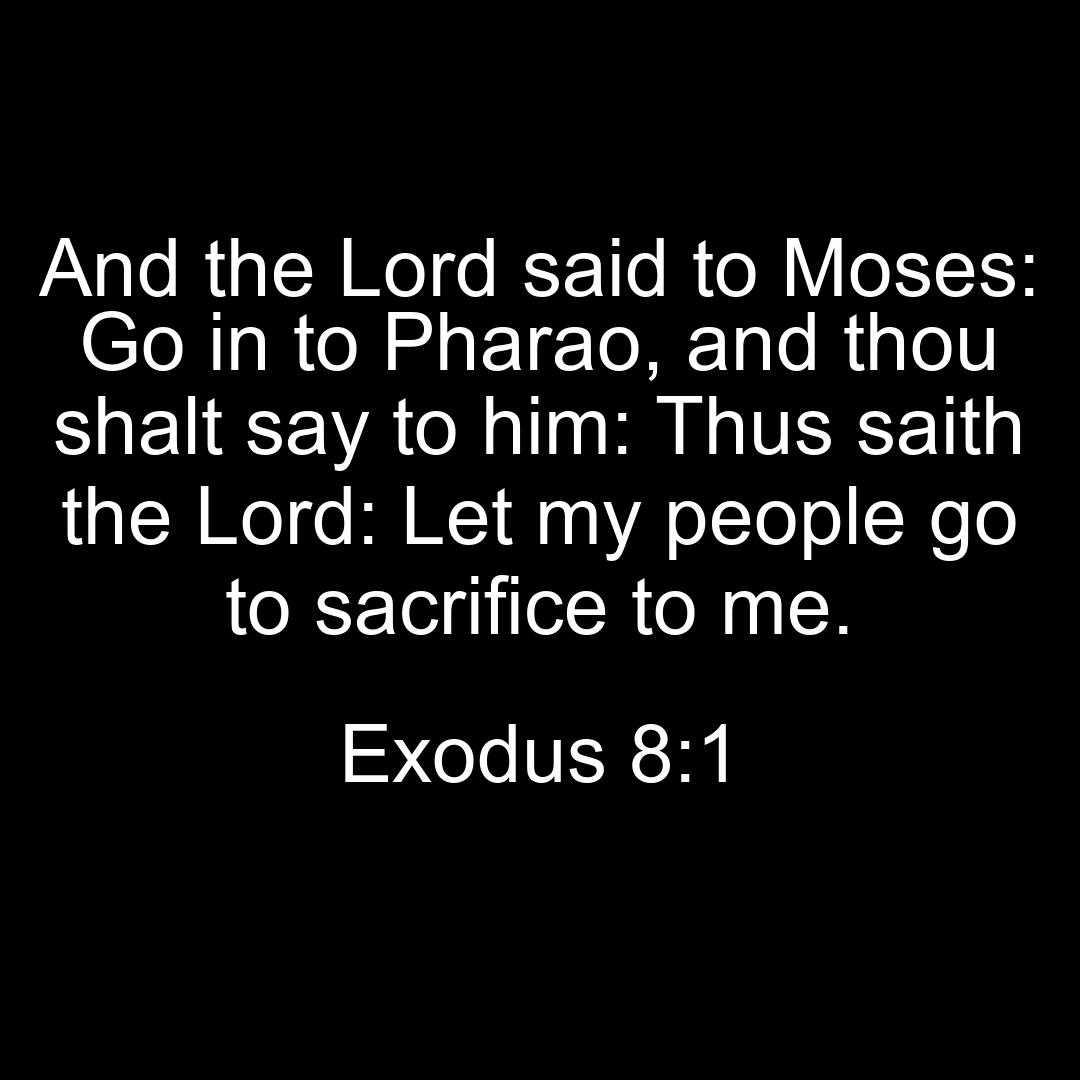 And the Lord said to Moses:
Go in to Pharao, and thou
shalt say to him: Thus saith
the Lord: Let my people go
to sacrifice to me.
Exodus 8:1